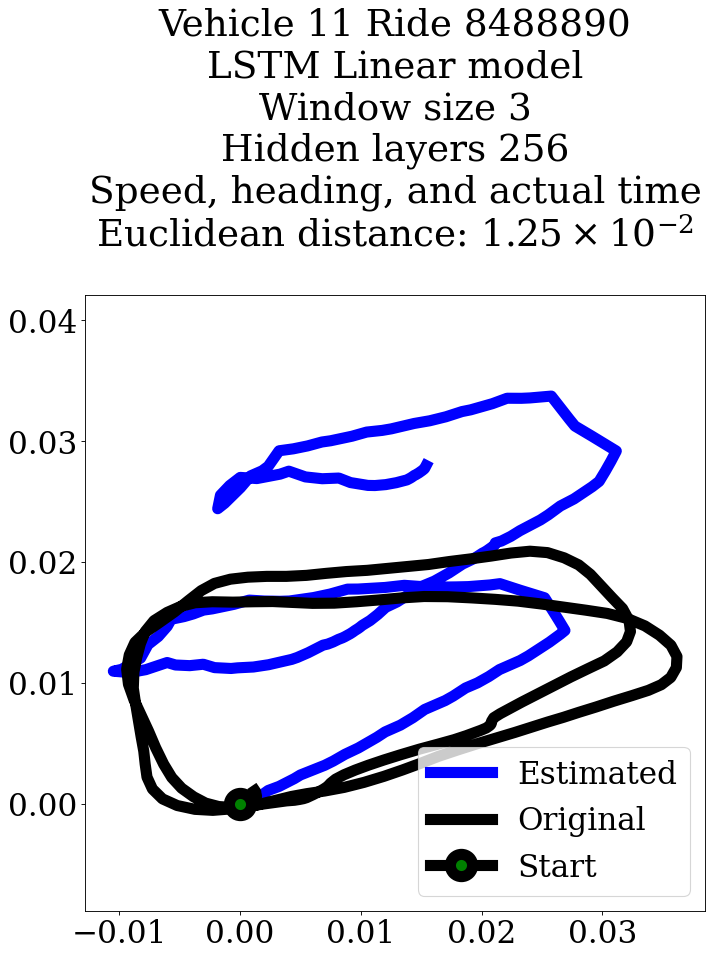 Vehicle 11 Ride 8488890
LSTM Linear model
Window size 3
Hidden layers 256
Speed, heading, and actual time
Euclidean distance: 1.25 × 10⁻²
0.04
0.03
0.02
0.01
0.00
Estimated
Original
Start
−0.01 0.00 0.01 0.02 0.03